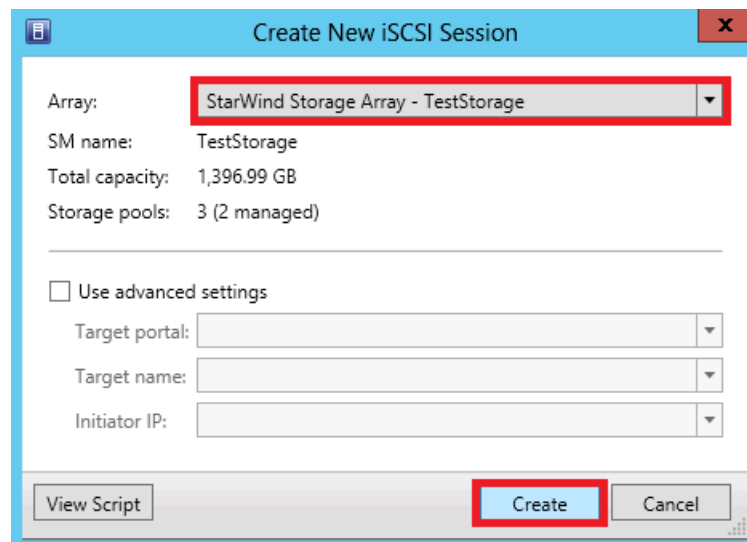 Create New iSCSI Session
x
Array: StarWind Storage Array - TestStorage
SM name: TestStorage
Total capacity: 1,396.99 GB
Storage pools: 3 (2 managed)
Use advanced settings
Target portal:
Target name:
Initiator IP:
View Script Create Cancel